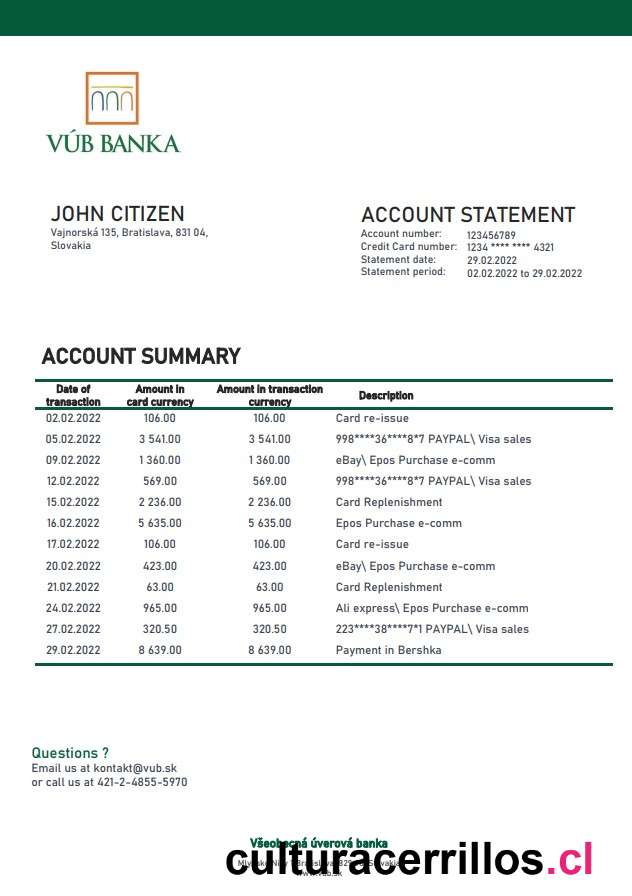 VÚB BANKA
JOHN CITIZEN
Vajnorská 135, Bratislava, 831 04,
Slovakia
ACCOUNT STATEMENT
Account number: 123456789
Credit Card number: 1234 **** **** 4321
Statement date: 29.02.2022
Statement period: 02.02.2022 to 29.02.2022
ACCOUNT SUMMARY
Date of transaction Amount in card currency Amount in transaction currency Description
02.02.2022 106.00 106.00 Card re-issue
05.02.2022 3 541.00 3 541.00 998****36****8*7 PAYPAL\ Visa sales
09.02.2022 1 360.00 1 360.00 eBay\ Epos Purchase e-comm
12.02.2022 569.00 569.00 998****36****8*7 PAYPAL\ Visa sales
15.02.2022 2 236.00 2 236.00 Card Replenishment
16.02.2022 5 635.00 5 635.00 Epos Purchase e-comm
17.02.2022 106.00 106.00 Card re-issue
20.02.2022 423.00 423.00 eBay\ Epos Purchase e-comm
21.02.2022 63.00 63.00 Card Replenishment
24.02.2022 965.00 965.00 Ali express\ Epos Purchase e-comm
27.02.2022 320.50 320.50 223****38****7*1 PAYPAL\ Visa sales
29.02.2022 8 639.00 8 639.00 Payment in Bershka
Questions ?
Email us at kontakt@vub.sk
or call us at 421-2-4855-5970
Všeobecná úverová banka
culturacerrillos.cl
www.vub.sk